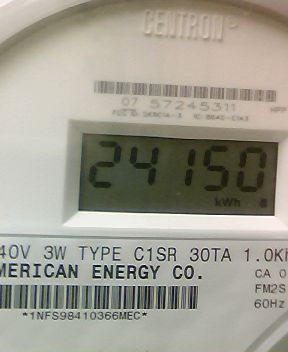 CENTRON
07 57245311
24150
kWh
40V 3W TYPE C1SR 30TA 1.0Kh
MERICAN ENERGY CO.
CA 0
FM2S
60Hz
*1NFS98410366MEC*